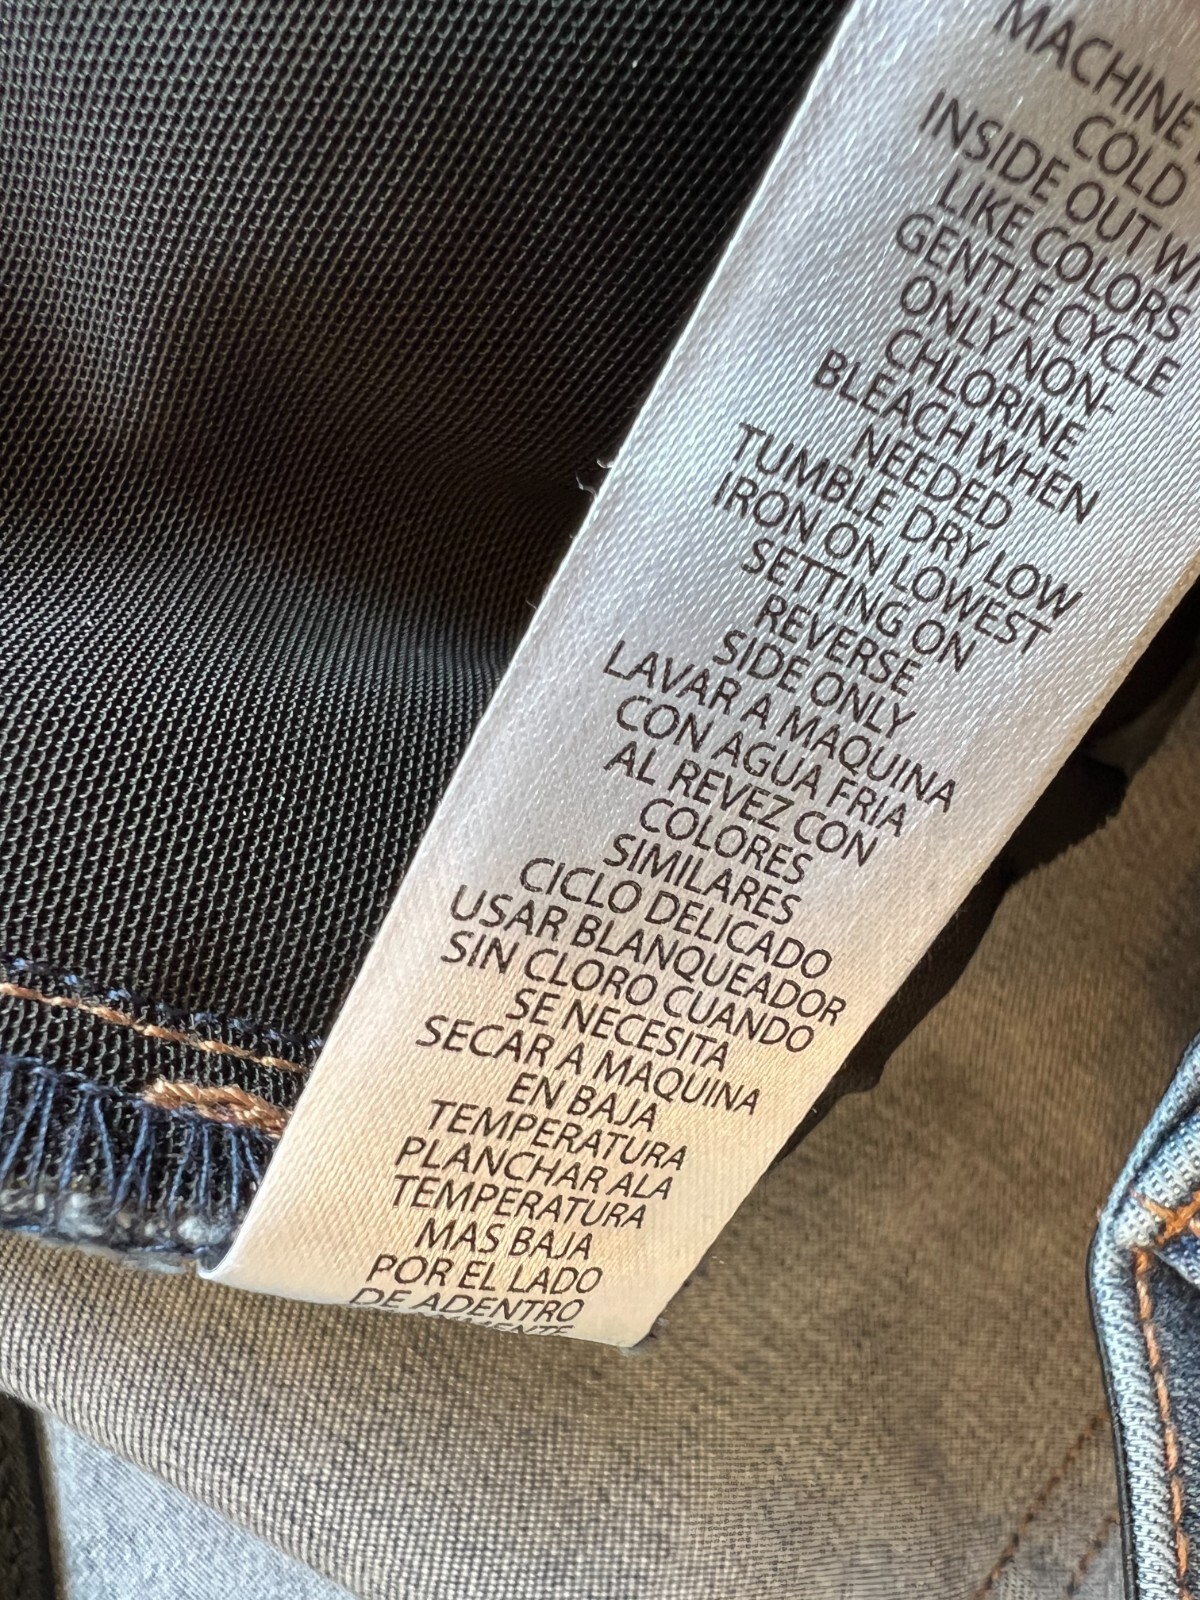 MACHINE
COLD
INSIDE OUT
LIKE COLORS
GENTLE CYCLE
ONLY NON-
CHLORINE
BLEACH WHEN
NEEDED
TUMBLE DRY LOW
IRON ON LOWEST
SETTING ON
REVERSE
SIDE ONLY
LAVAR A MAQUINA
CON AGUA FRIA
AL REVEZ CON
COLORES
SIMILARES
CICLO DELICADO
USAR BLANQUEADOR
SIN CLORO CUANDO
SE NECESITA
SECAR A MAQUINA
EN BAJA
TEMPERATURA
PLANCHAR ALA
TEMPERATURA
MAS BAJA
POR EL LADO
DE ADENTRO